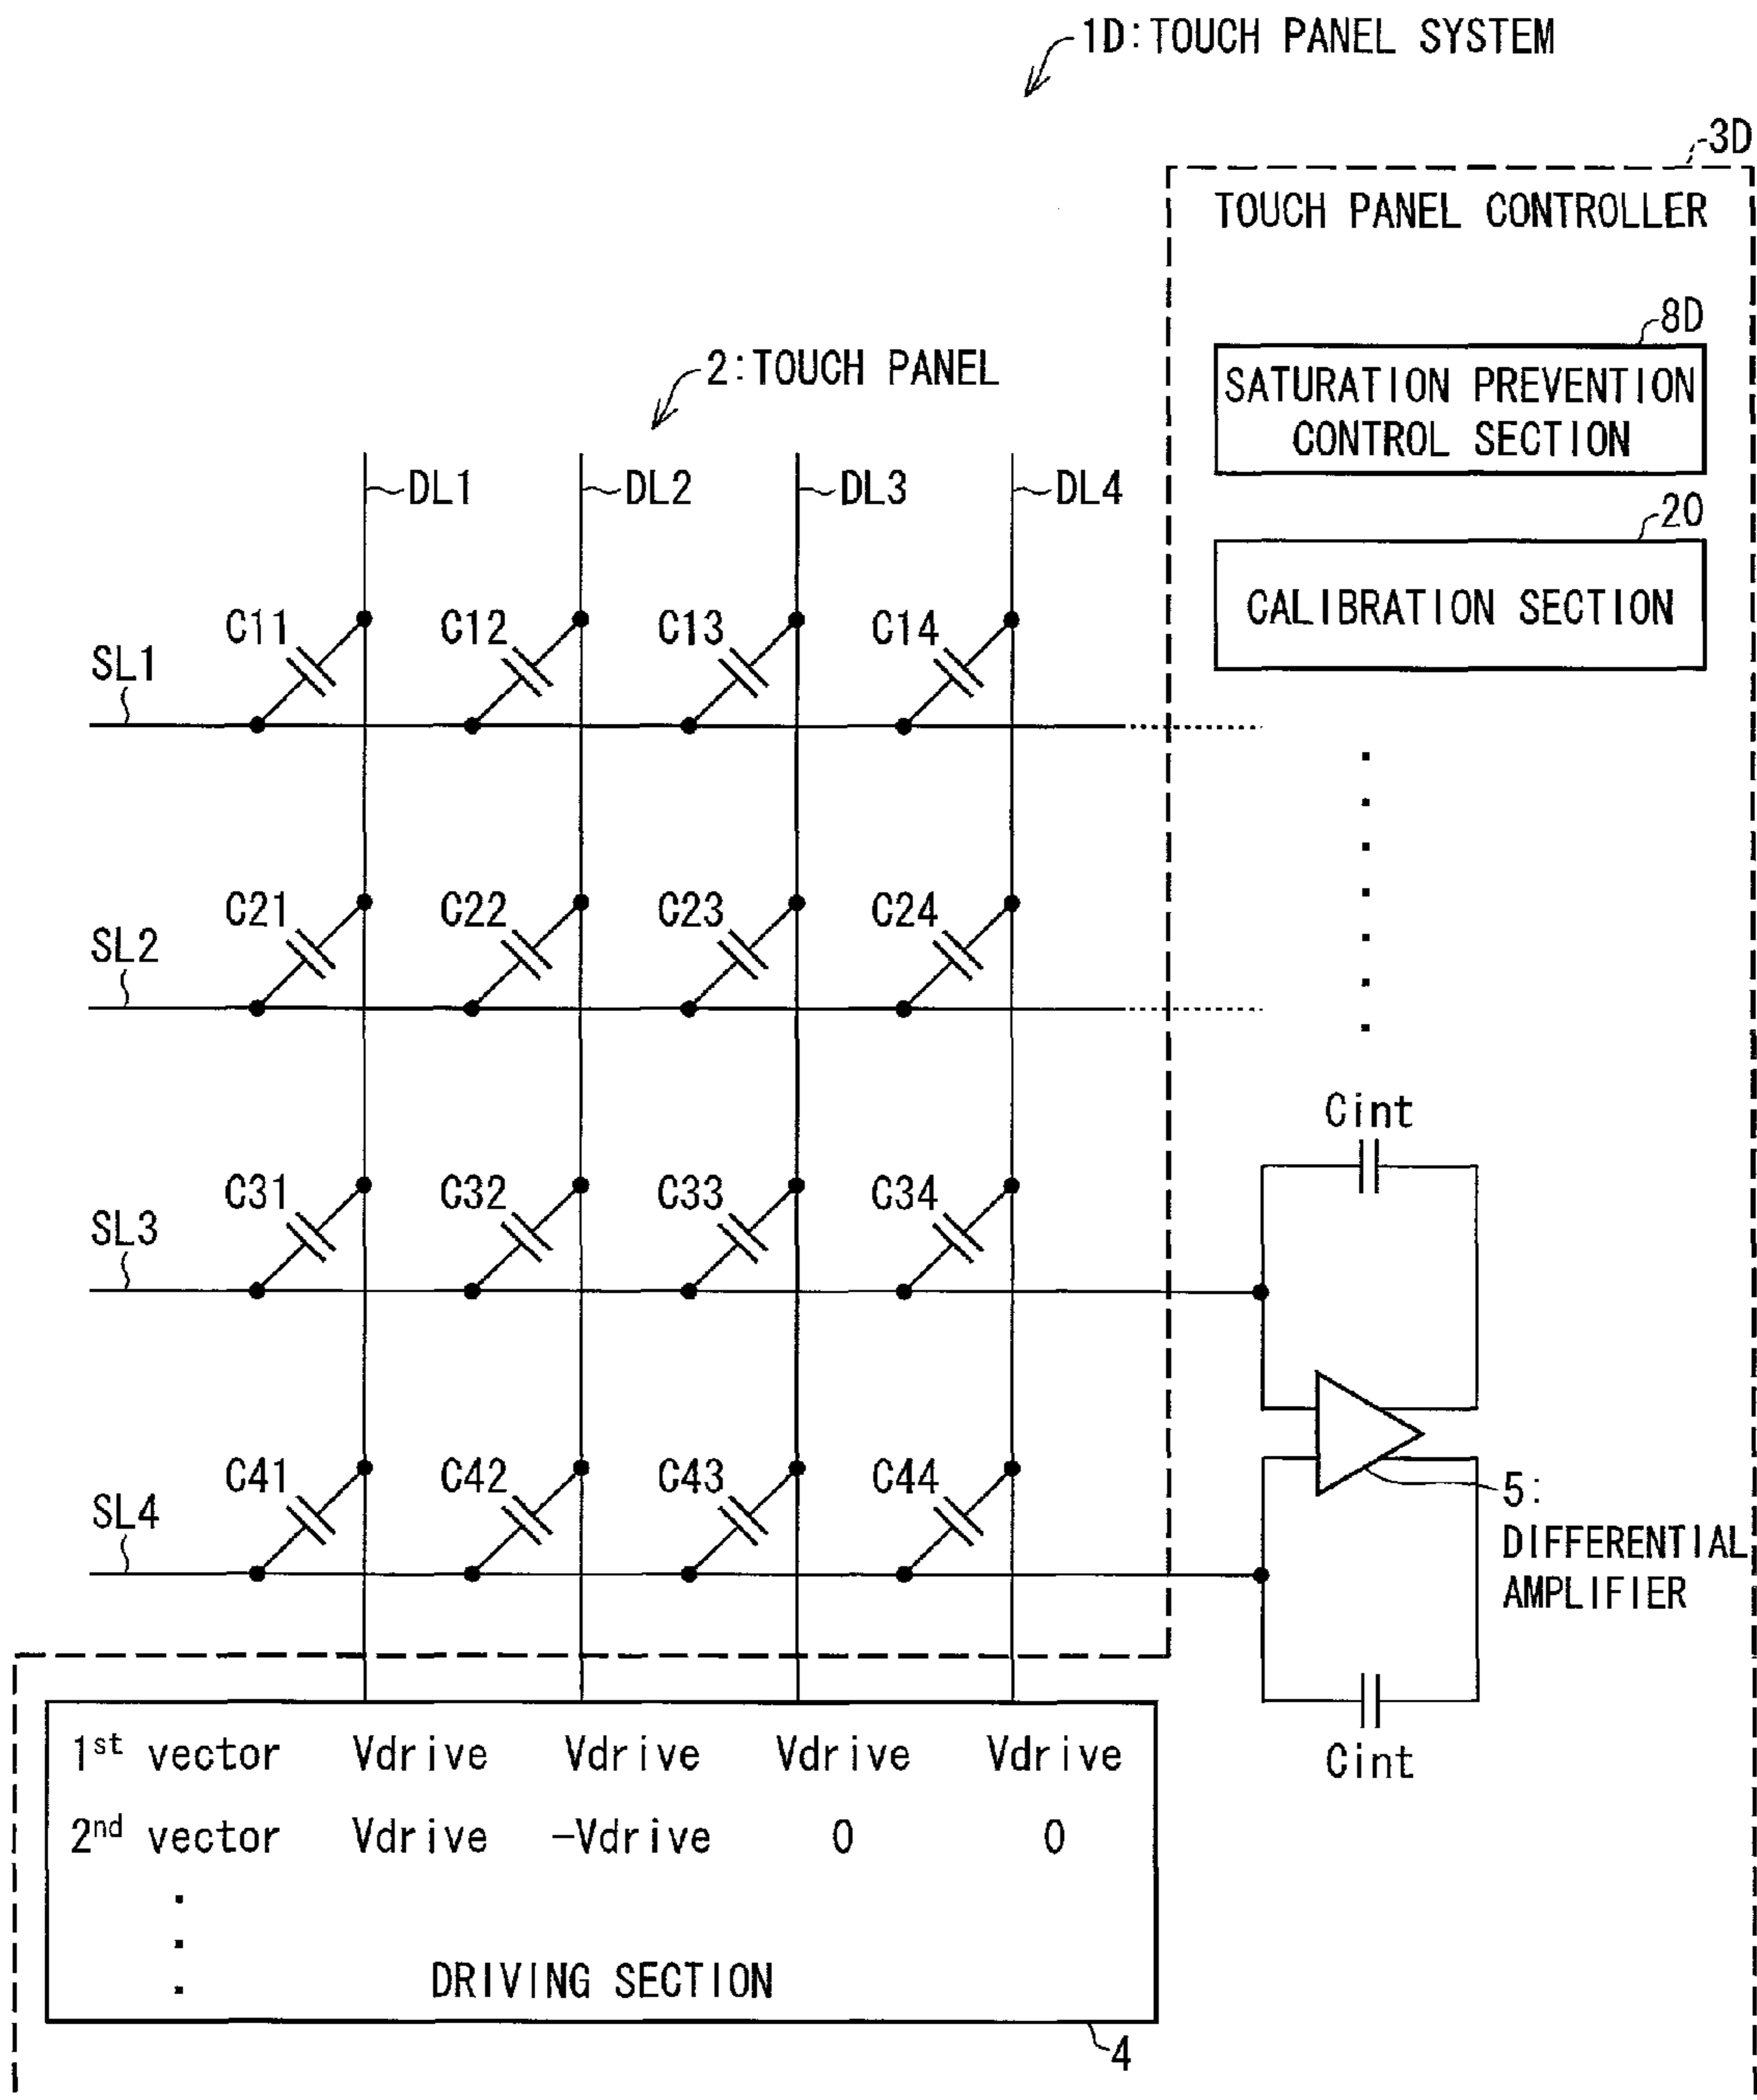 1D:TOUCH PANEL SYSTEM
3D
TOUCH PANEL CONTROLLER
8D
SATURATION PREVENTION
CONTROL SECTION
2:TOUCH PANEL
DL1 DL2 DL3 DL4
20
CALIBRATION SECTION
C11 C12 C13 C14
SL1
C21 C22 C23 C24
SL2
Cint
C31 C32 C33 C34
SL3
C41 C42 C43 C44
SL4
5:
DIFFERENTIAL
AMPLIFIER
Cint
1st vector Vdrive Vdrive Vdrive Vdrive
2nd vector Vdrive -Vdrive 0 0
DRIVING SECTION
4